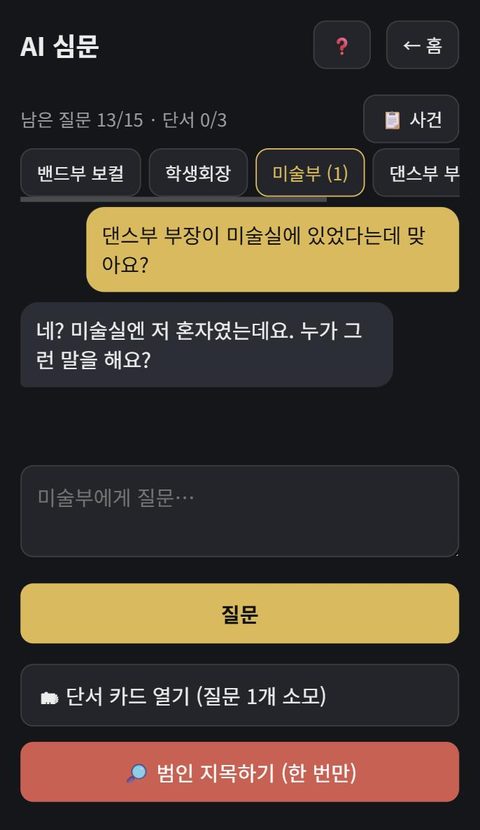 AI 심문
❓
← 홈
남은 질문 13/15 · 단서 0/3
📋 사건
밴드부 보컬
학생회장
미술부 (1)
댄스부 부
댄스부 부장이 미술실에 있었다는데 맞
아요?
네? 미술실엔 저 혼자였는데요. 누가 그
런 말을 해요?
미술부에게 질문…
질문
단서 카드 열기 (질문 1개 소모)
🔎 범인 지목하기 (한 번만)